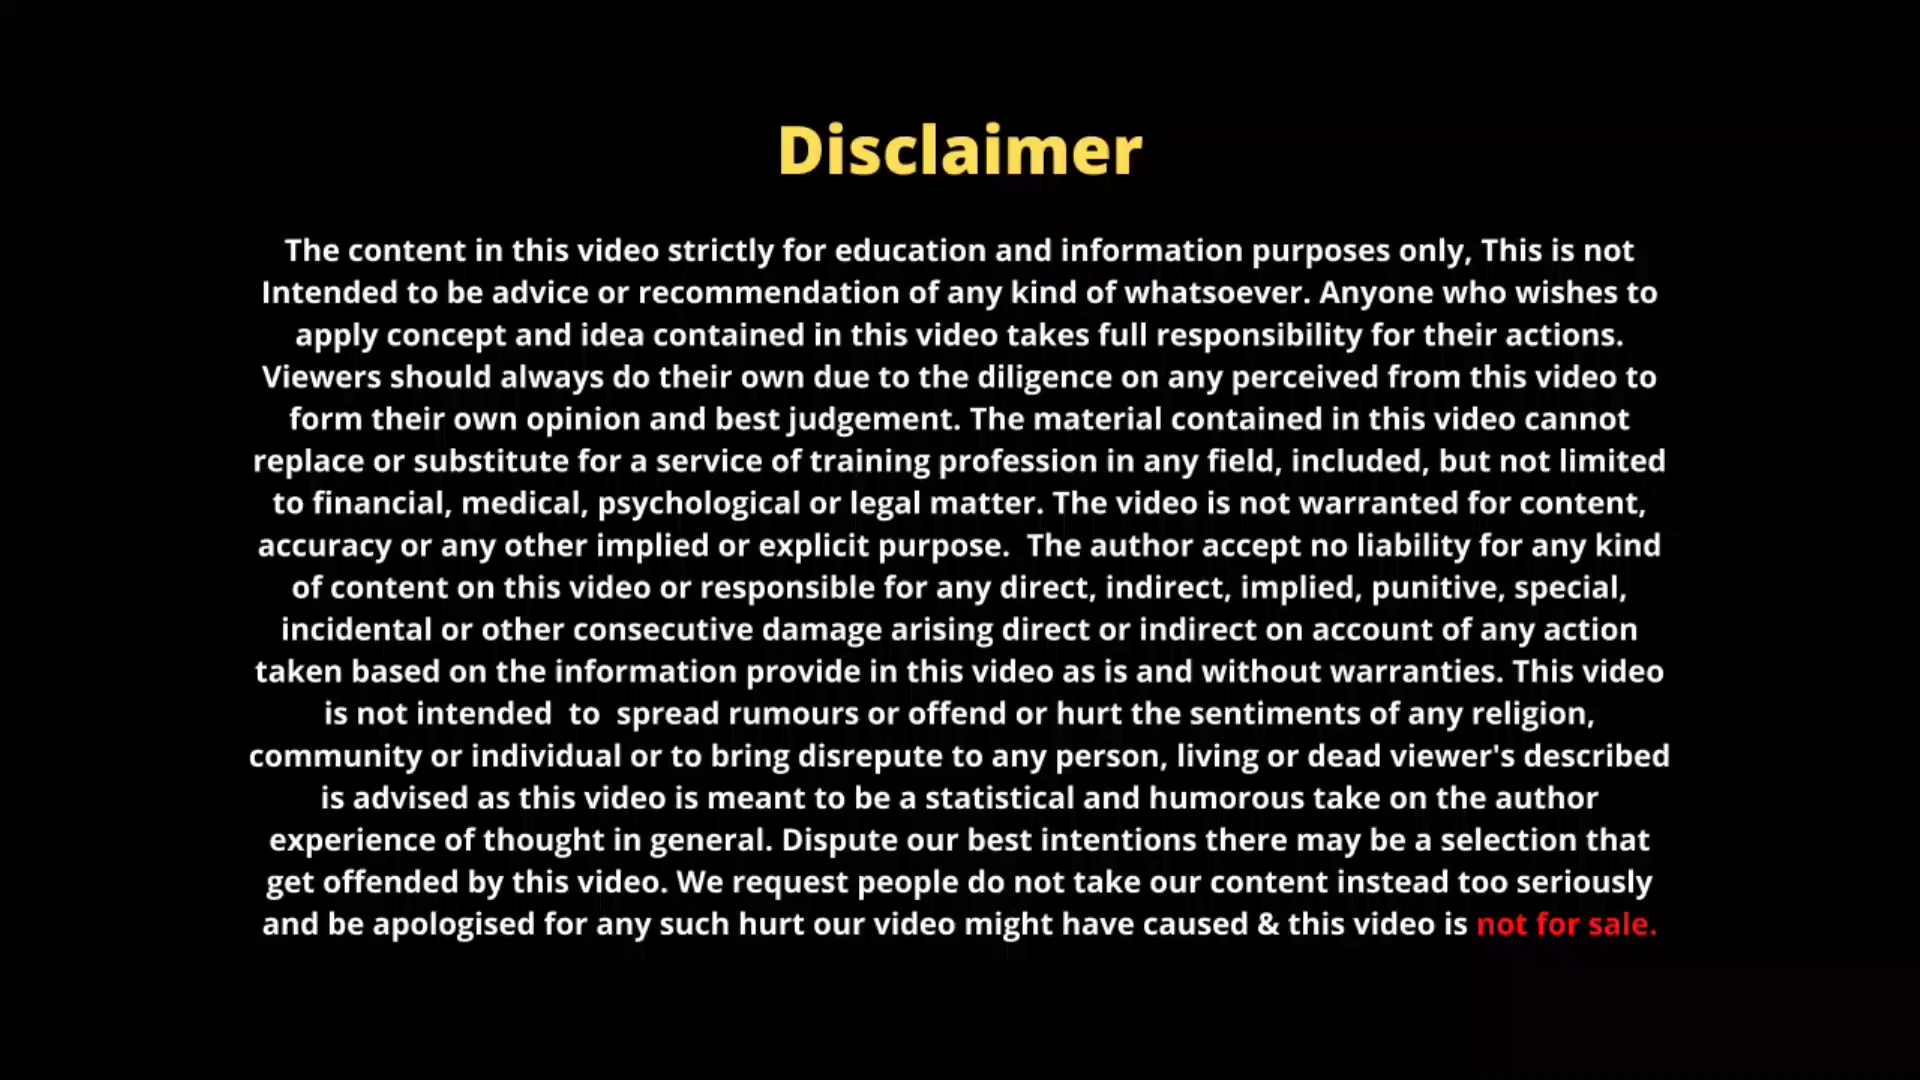 Disclaimer
The content in this video strictly for education and information purposes only, This is not
Intended to be advice or recommendation of any kind of whatsoever. Anyone who wishes to
apply concept and idea contained in this video takes full responsibility for their actions.
Viewers should always do their own due to the diligence on any perceived from this video to
form their own opinion and best judgement. The material contained in this video cannot
replace or substitute for a service of training profession in any field, included, but not limited
to financial, medical, psychological or legal matter. The video is not warranted for content,
accuracy or any other implied or explicit purpose.  The author accept no liability for any kind
of content on this video or responsible for any direct, indirect, implied, punitive, special,
incidental or other consecutive damage arising direct or indirect on account of any action
taken based on the information provide in this video as is and without warranties. This video
is not intended  to  spread rumours or offend or hurt the sentiments of any religion,
community or individual or to bring disrepute to any person, living or dead viewer's described
is advised as this video is meant to be a statistical and humorous take on the author
experience of thought in general. Dispute our best intentions there may be a selection that
get offended by this video. We request people do not take our content instead too seriously
and be apologised for any such hurt our video might have caused & this video is not for sale.